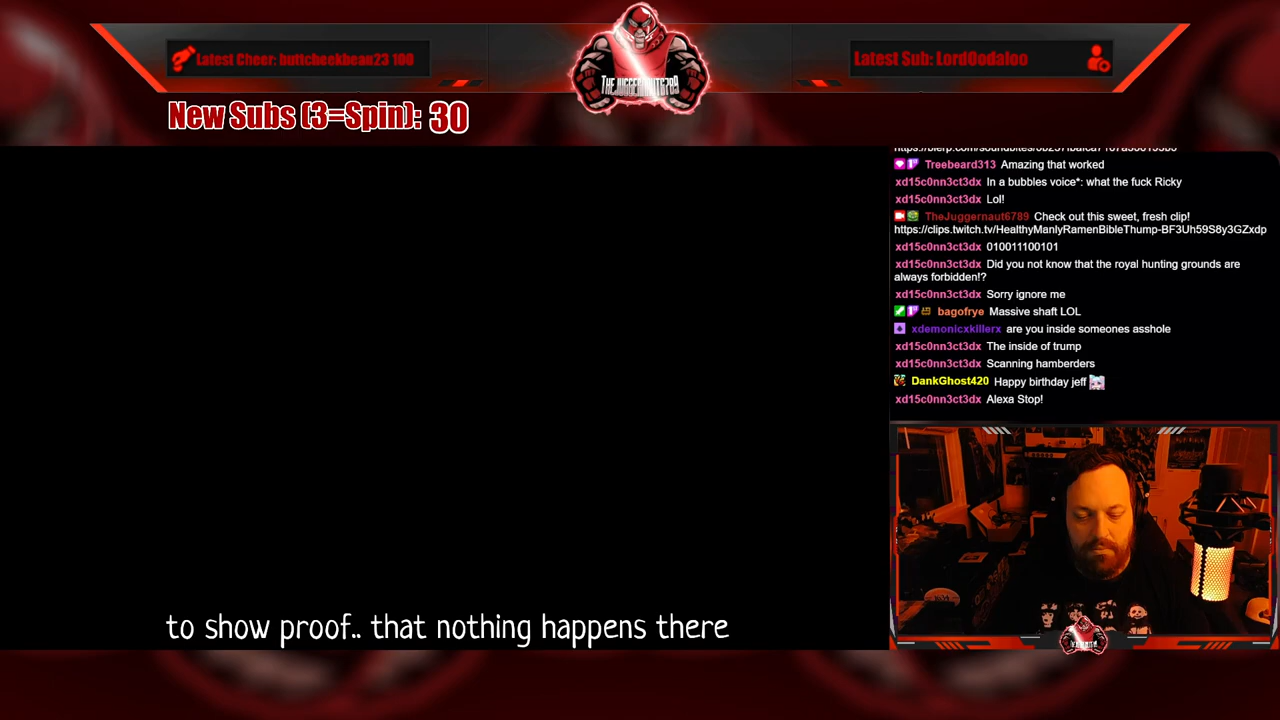 Latest Cheer: buttcheekbean23 100
Latest Sub: LordOodaloo
THEJUGGERNAUT6789
New Subs (3=Spin): 30
Treebeard313 Amazing that worked
xd15c0nn3ct3dx In a bubbles voice*: what the fuck Ricky
xd15c0nn3ct3dx Lol!
TheJuggernaut6789 Check out this sweet, fresh clip!
https://clips.twitch.tv/HealthyManlyRamenBibleThump-BF3Uh59S8y3GZxdp
xd15c0nn3ct3dx 010011100101
xd15c0nn3ct3dx Did you not know that the royal hunting grounds are
always forbidden!?
xd15c0nn3ct3dx Sorry ignore me
bagofrye Massive shaft LOL
xdemonicxkillerx are you inside someones asshole
xd15c0nn3ct3dx The inside of trump
xd15c0nn3ct3dx Scanning hamberders
DankGhost420 Happy birthday jeff
xd15c0nn3ct3dx Alexa Stop!
to show proof.. that nothing happens there